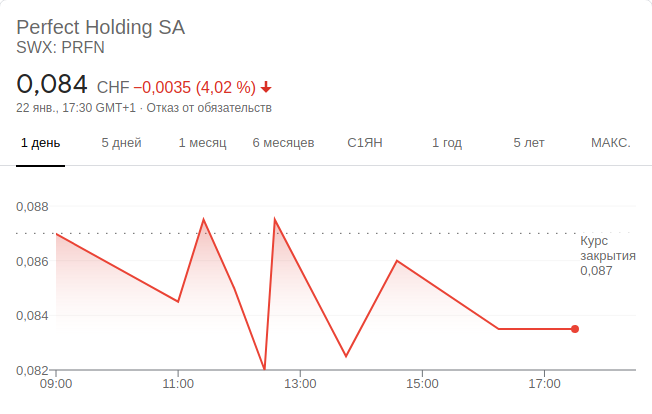 Perfect Holding SA
SWX: PRFN
0,084 CHF −0,0035 (4,02 %)
22 янв., 17:30 GMT+1 · Отказ от обязательств
1 день 5 дней 1 месяц 6 месяцев С1ЯН 1 год 5 лет МАКС.
0,088
Курс
закрытия
0,087
0,086
0,084
0,082
09:00 11:00 13:00 15:00 17:00